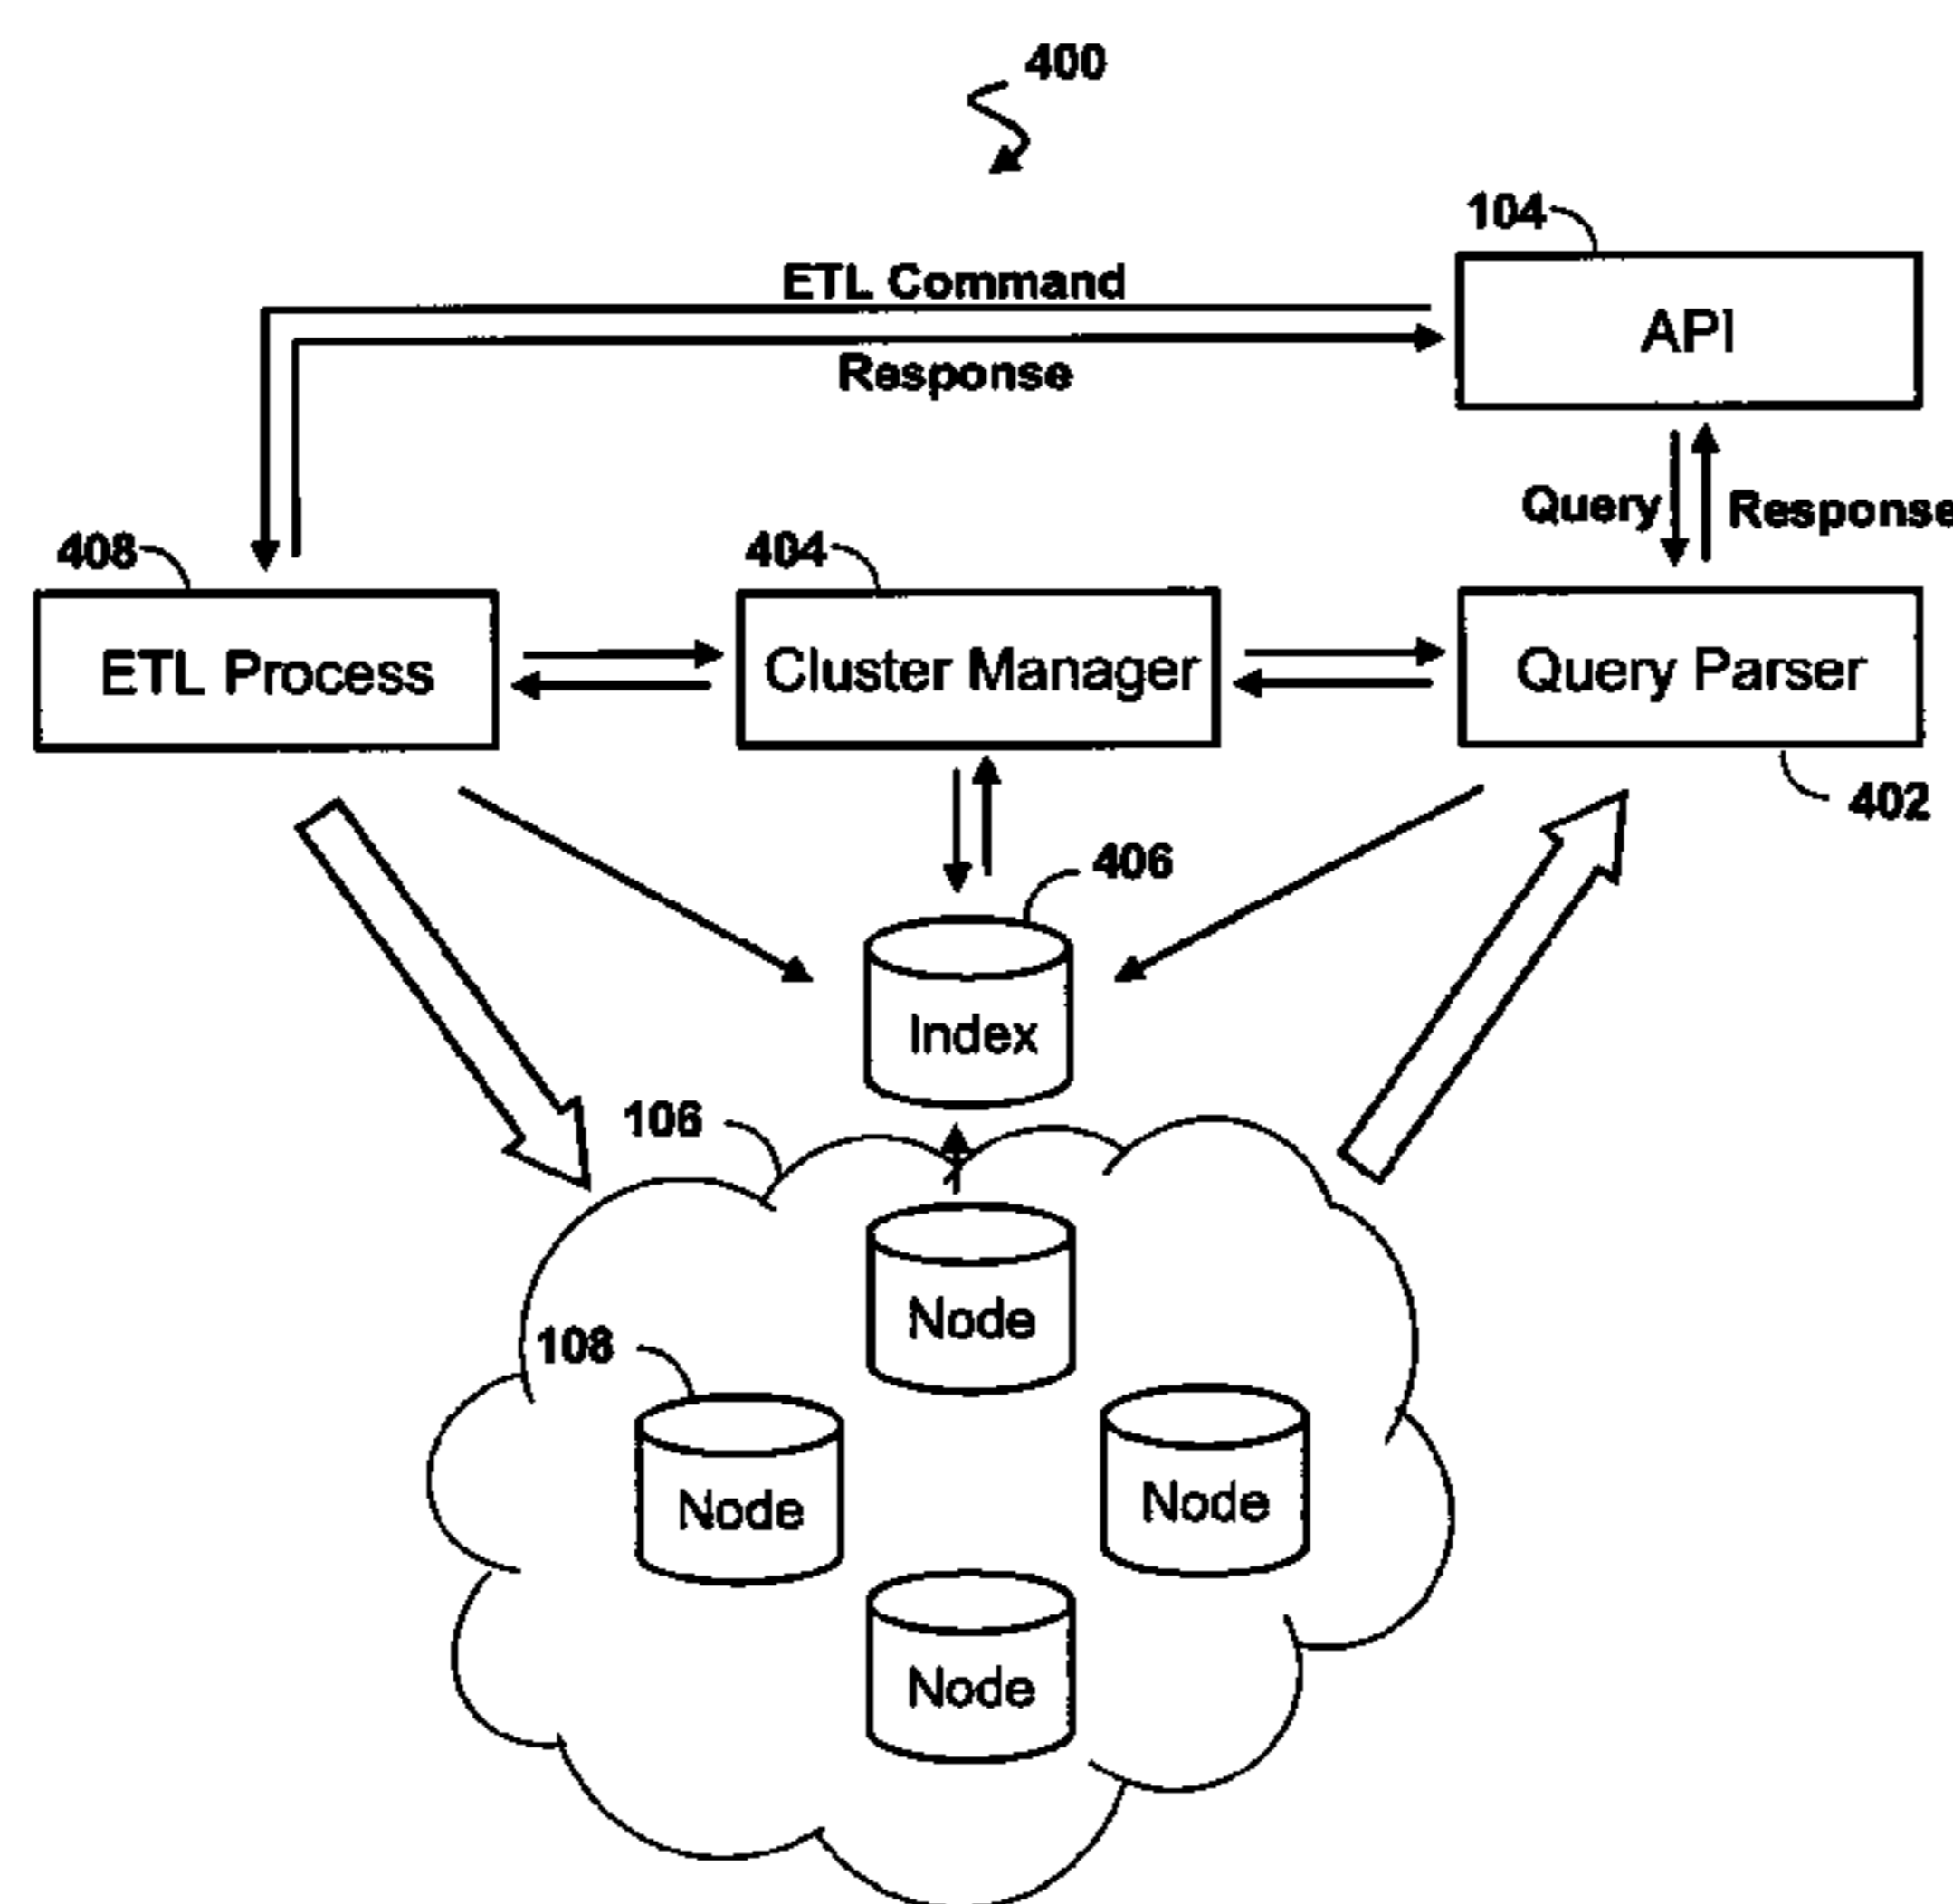 400
104
ETL Command
API
Response
Query
Response
408
404
ETL Process
Cluster Manager
Query Parser
402
406
Index
106
Node
108
Node
Node
Node